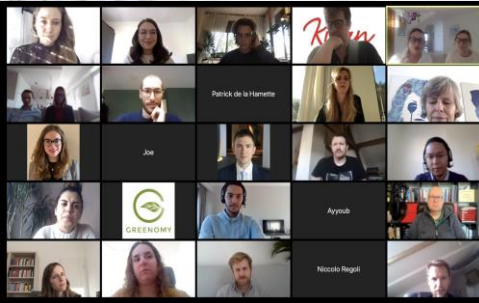 Patrick de la Hamette
Joe
GREENOMY
Ayyoub
Niccolo Regoli